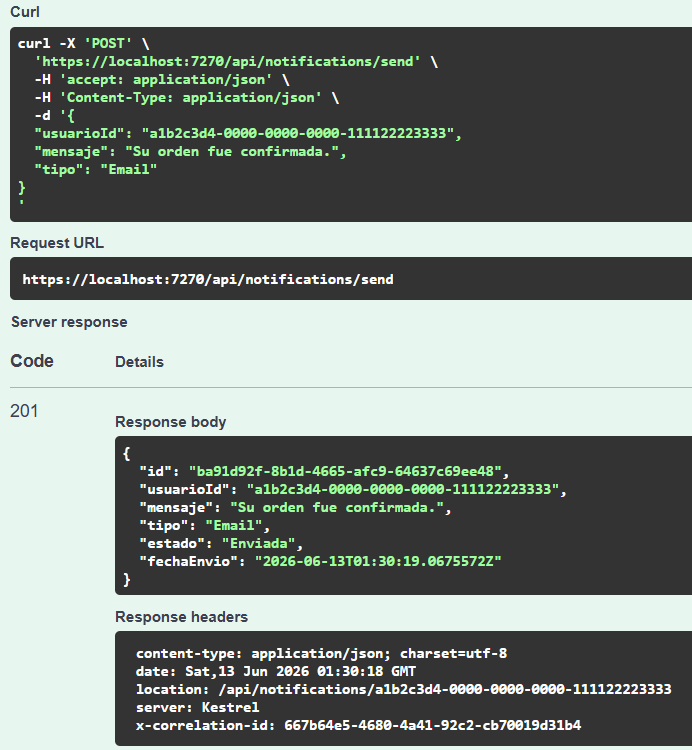 Curl
curl -X 'POST' \
  'https://localhost:7270/api/notifications/send' \
  -H 'accept: application/json' \
  -H 'Content-Type: application/json' \
  -d '{
  "usuarioId": "a1b2c3d4-0000-0000-0000-111122223333",
  "mensaje": "Su orden fue confirmada.",
  "tipo": "Email"
}
'
Request URL
https://localhost:7270/api/notifications/send
Server response
Code Details
201
Response body
{
  "id": "ba91d92f-8b1d-4665-afc9-64637c69ee48",
  "usuarioId": "a1b2c3d4-0000-0000-0000-111122223333",
  "mensaje": "Su orden fue confirmada.",
  "tipo": "Email",
  "estado": "Enviada",
  "fechaEnvio": "2026-06-13T01:30:19.0675572Z"
}
Response headers
content-type: application/json; charset=utf-8
date: Sat,13 Jun 2026 01:30:18 GMT
location: /api/notifications/a1b2c3d4-0000-0000-0000-111122223333
server: Kestrel
x-correlation-id: 667b64e5-4680-4a41-92c2-cb70019d31b4